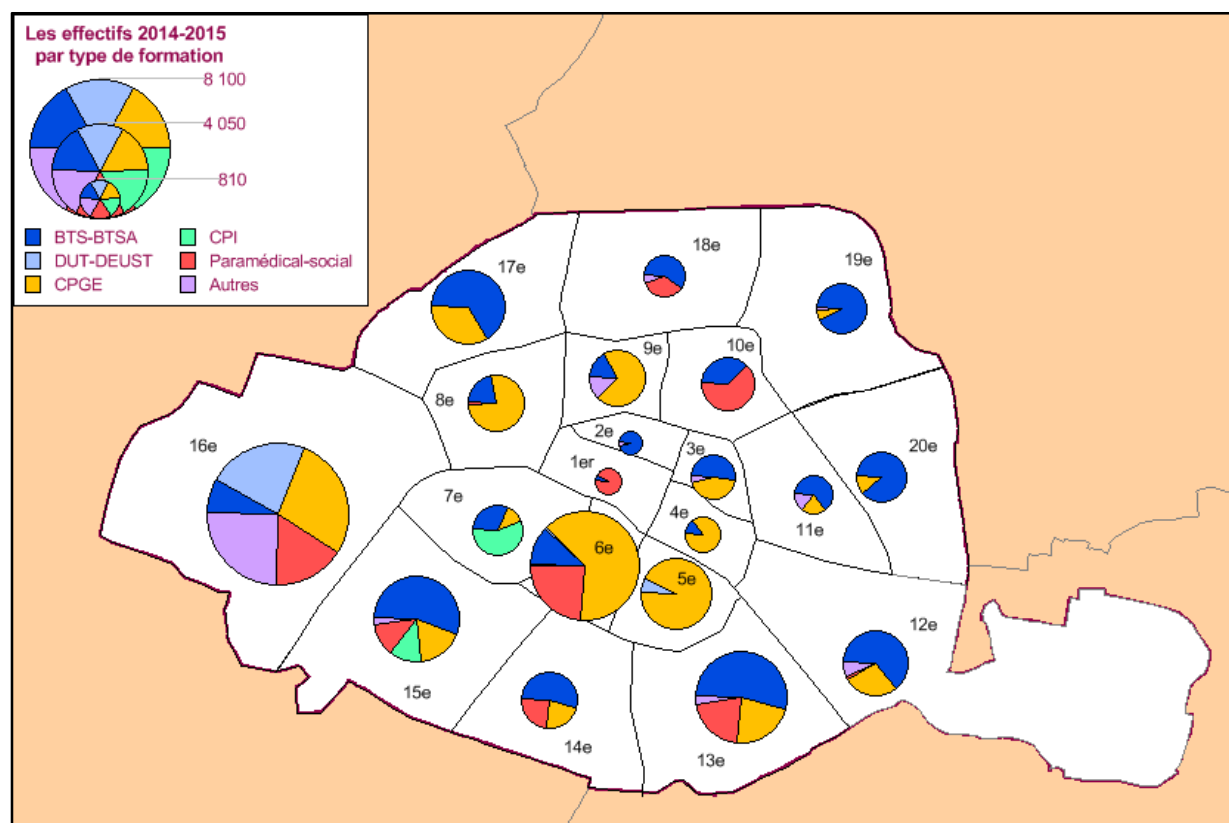 Les effectifs 2014-2015
par type de formation
8 100
4 050
810
BTS-BTSA
CPI
DUT-DEUST
Paramédical-social
CPGE
Autres
18e
17e
19e
9e
10e
8e
2e
16e
3e
20e
1er
7e
4e
11e
6e
5e
12e
15e
14e
13e